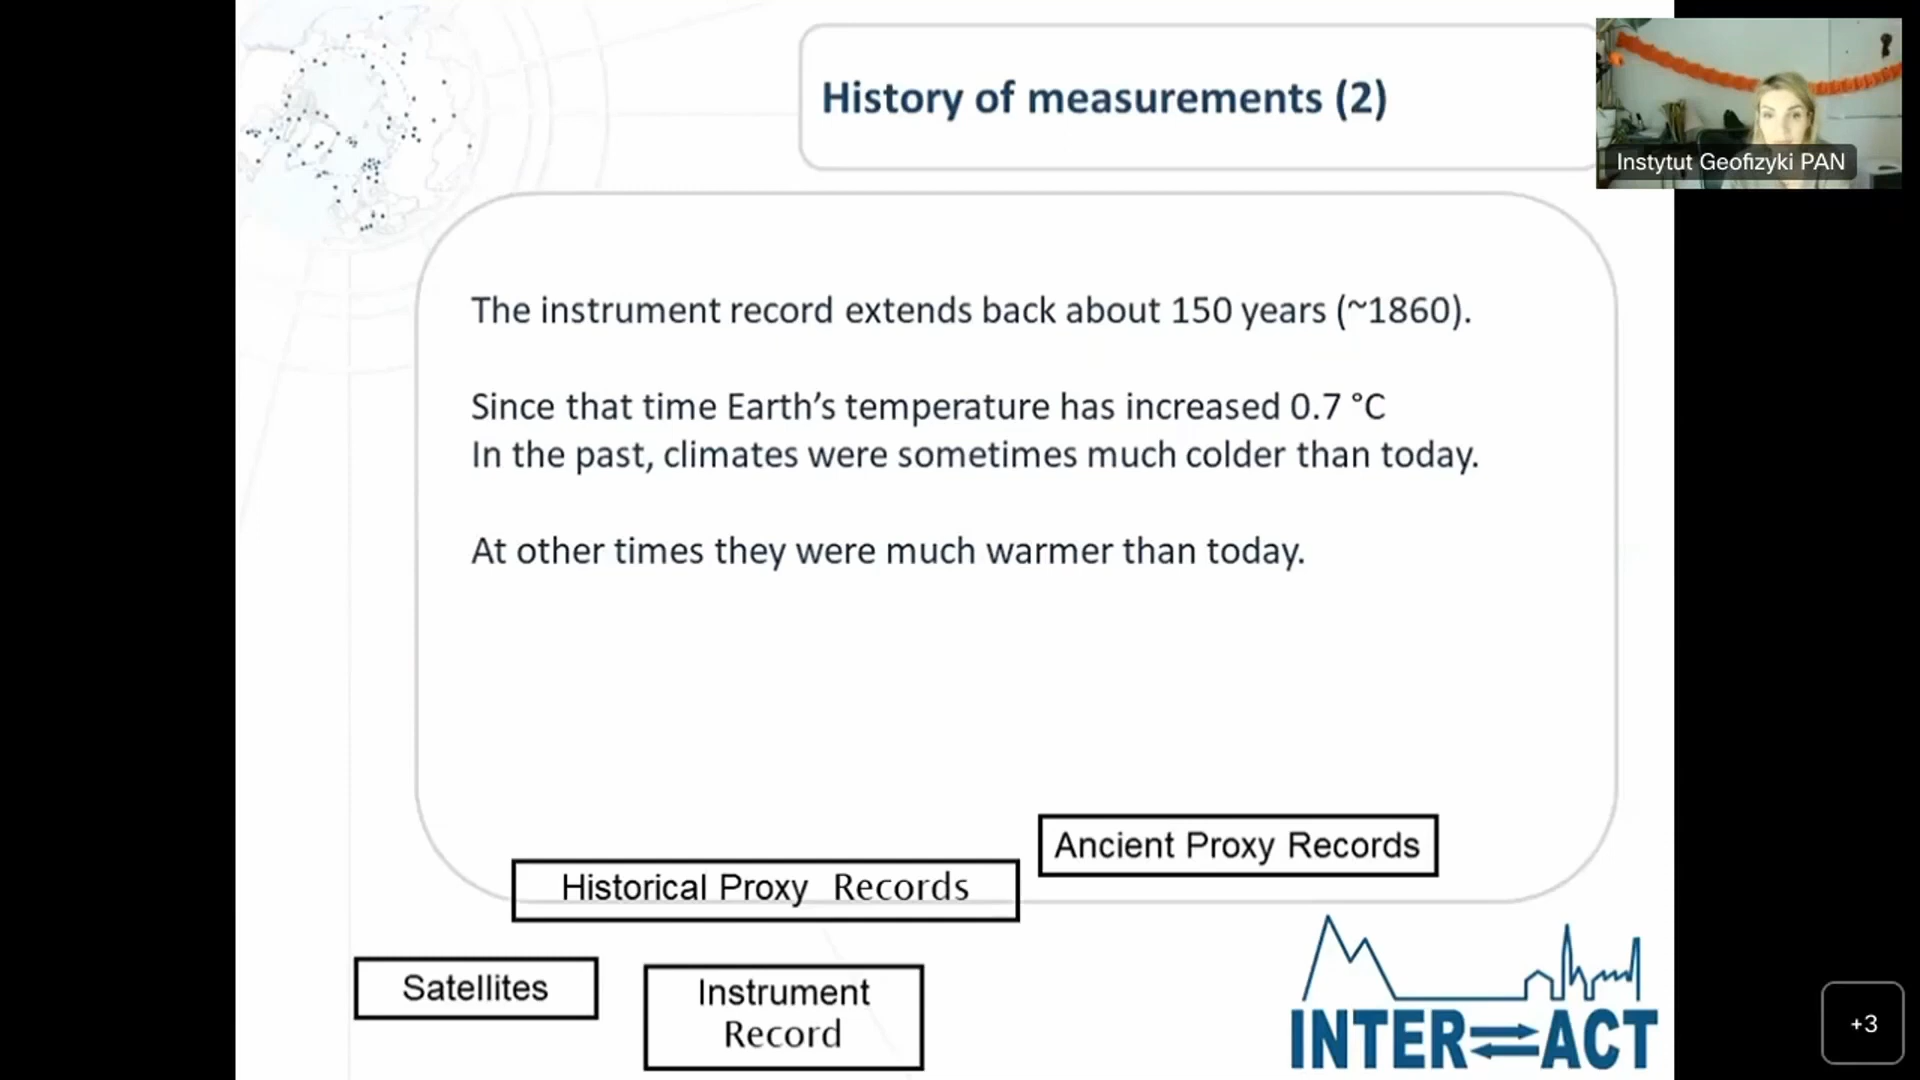 History of measurements (2)
Instytut Geofizyki PAN
The instrument record extends back about 150 years (~1860).
Since that time Earth’s temperature has increased 0.7 °C
In the past, climates were sometimes much colder than today.
At other times they were much warmer than today.
Ancient Proxy Records
Historical Proxy Records
Satellites
Instrument
Record
INTER ACT
+3